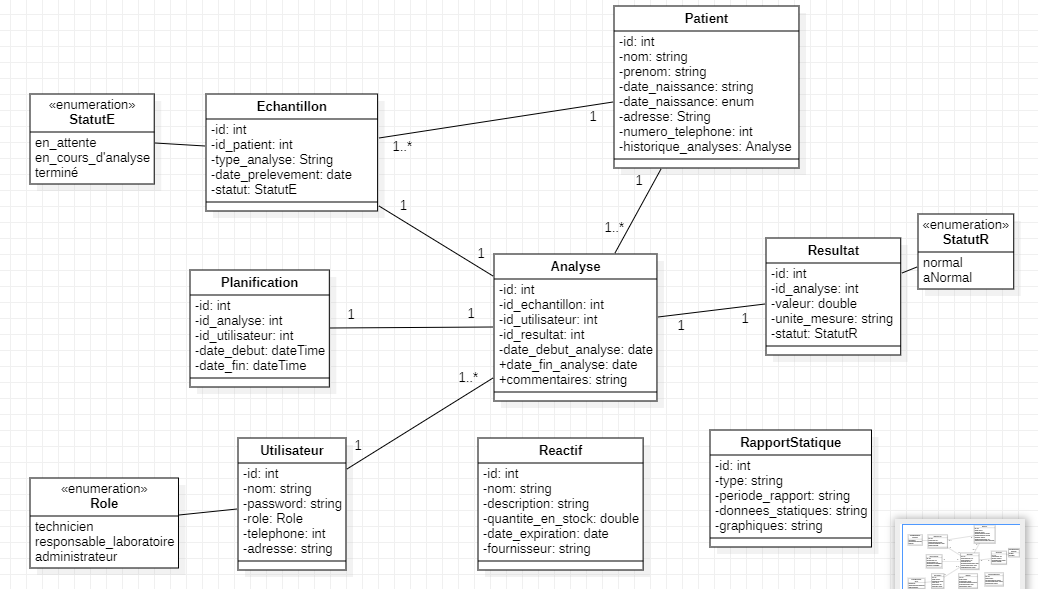 Patient
-id: int
-nom: string
-prenom: string
-date_naissance: string
-date_naissance: enum
-adresse: String
-numero_telephone: int
-historique_analyses: Analyse
«enumeration»
StatutE
en_attente
en_cours_d'analyse
terminé
Echantillon
-id: int
-id_patient: int
-type_analyse: String
-date_prelevement: date
-statut: StatutE
1
1..*
1
1..*
1
1
«enumeration»
StatutR
normal
aNormal
Resultat
-id: int
-id_analyse: int
-valeur: double
-unite_mesure: string
-statut: StatutR
Analyse
-id: int
-id_echantillon: int
-id_utilisateur: int
-id_resultat: int
-date_debut_analyse: date
+date_fin_analyse: date
+commentaires: string
Planification
-id: int
-id_analyse: int
-id_utilisateur: int
-date_debut: dateTime
-date_fin: dateTime
1
1
1
1
1..*
1
Utilisateur
-id: int
-nom: string
-password: string
-role: Role
-telephone: int
-adresse: string
«enumeration»
Role
technicien
responsable_laboratoire
administrateur
Reactif
-id: int
-nom: string
-description: string
-quantite_en_stock: double
-date_expiration: date
-fournisseur: string
RapportStatique
-id: int
-type: string
-periode_rapport: string
-donnees_statiques: string
-graphiques: string